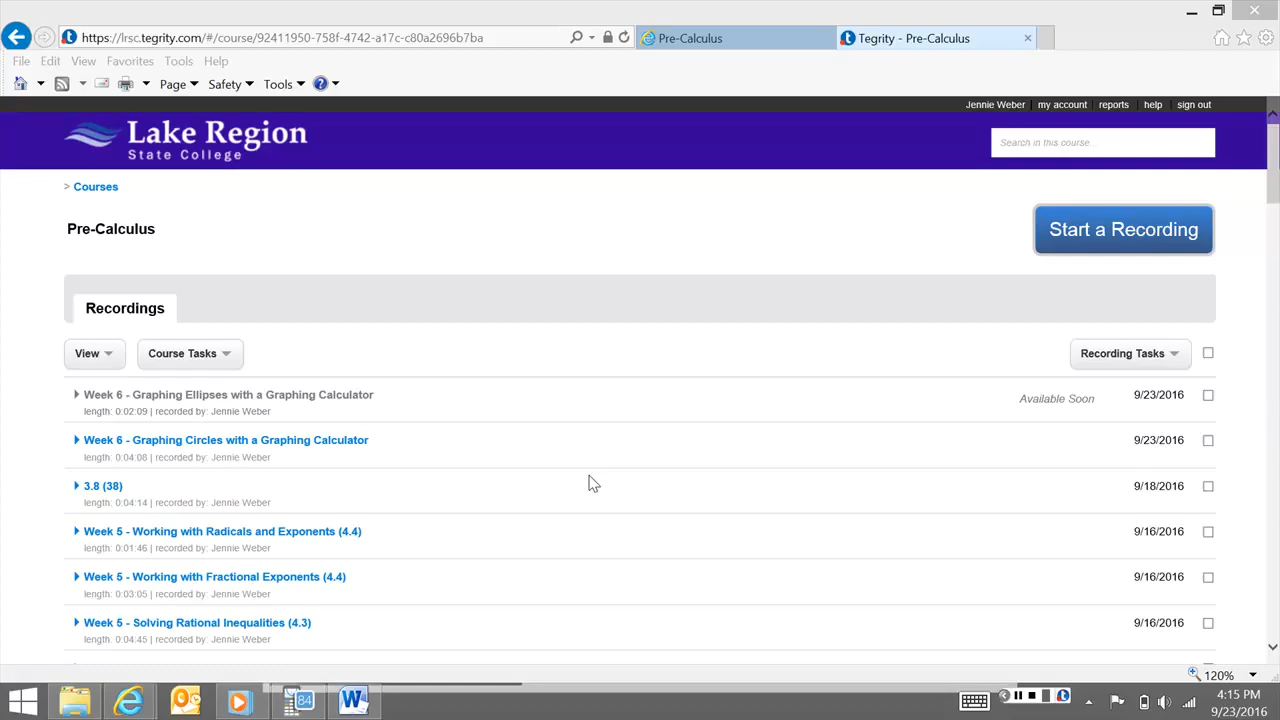 https://lrsc.tegrity.com/#/course/92411950-758f-4742-a17c-c80a2696b7ba
Pre-Calculus
Tegrity - Pre-Calculus
File Edit View Favorites Tools Help
Page Safety Tools
Jennie Weber my account reports help sign out
Lake Region
State College
Search in this course...
> Courses
Pre-Calculus
Start a Recording
Recordings
View Course Tasks Recording Tasks
Week 6 - Graphing Ellipses with a Graphing Calculator Available Soon 9/23/2016
length: 0:02:09 | recorded by: Jennie Weber
Week 6 - Graphing Circles with a Graphing Calculator 9/23/2016
length: 0:04:08 | recorded by: Jennie Weber
3.8 (38) 9/18/2016
length: 0:04:14 | recorded by: Jennie Weber
Week 5 - Working with Radicals and Exponents (4.4) 9/16/2016
length: 0:01:46 | recorded by: Jennie Weber
Week 5 - Working with Fractional Exponents (4.4) 9/16/2016
length: 0:03:05 | recorded by: Jennie Weber
Week 5 - Solving Rational Inequalities (4.3) 9/16/2016
length: 0:04:45 | recorded by: Jennie Weber
120%
84
4:15 PM
9/23/2016